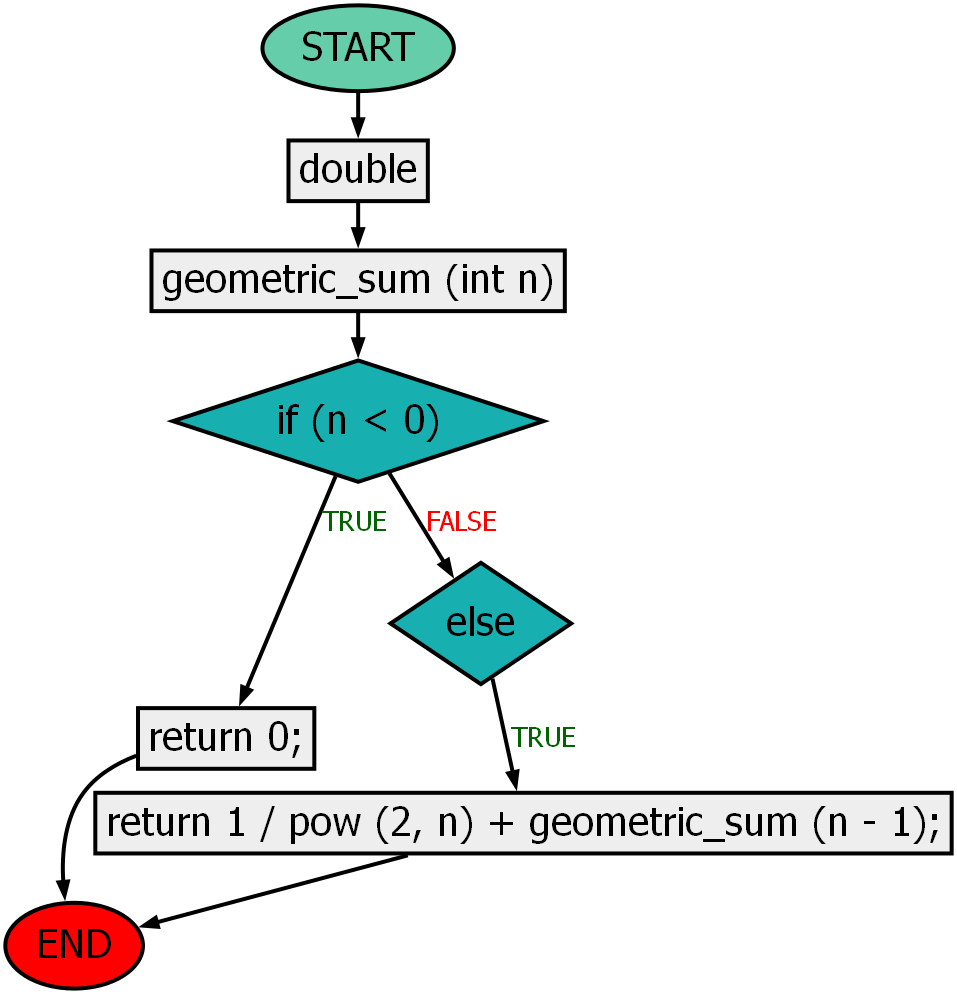 START
double
geometric_sum (int n)
if (n < 0)
TRUE
FALSE
else
return 0;
TRUE
return 1 / pow (2, n) + geometric_sum (n - 1);
END